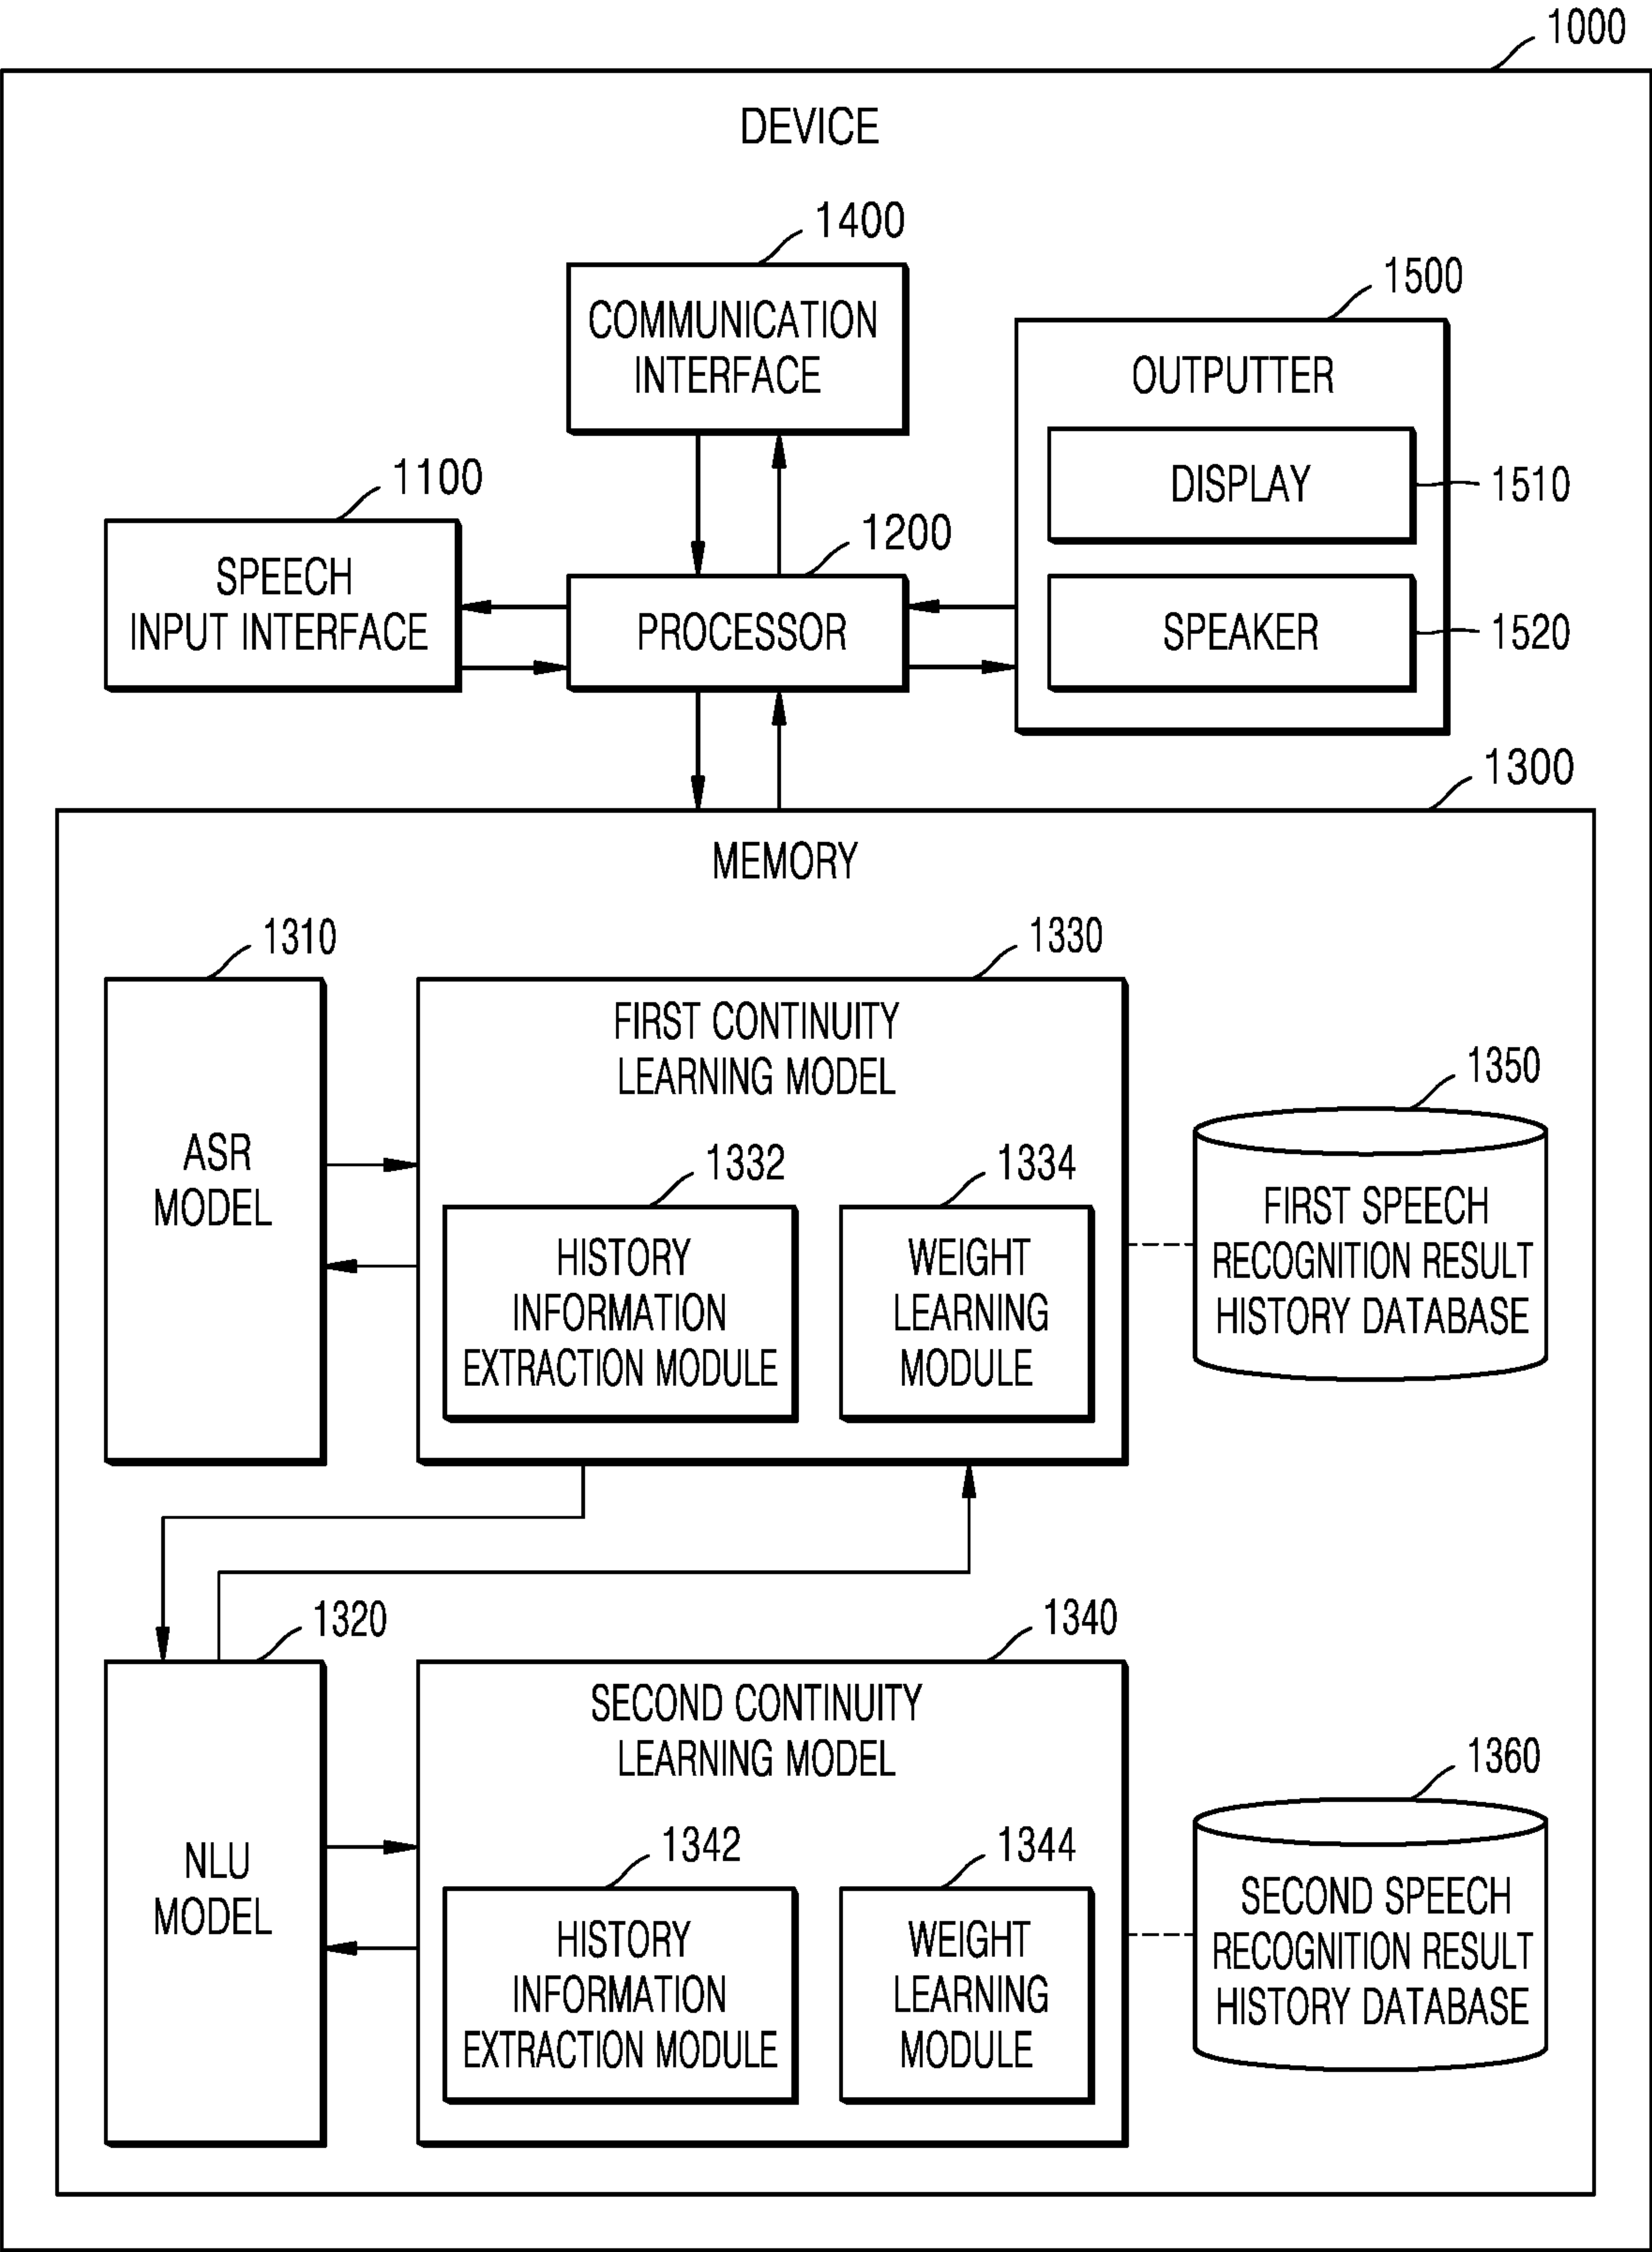 1000
DEVICE
1400
COMMUNICATION
INTERFACE
1500
OUTPUTTER
DISPLAY
1510
SPEAKER
1520
1100
SPEECH
INPUT INTERFACE
1200
PROCESSOR
1300
MEMORY
1310
ASR
MODEL
1330
FIRST CONTINUITY
LEARNING MODEL
1332
HISTORY
INFORMATION
EXTRACTION MODULE
1334
WEIGHT
LEARNING
MODULE
1350
FIRST SPEECH
RECOGNITION RESULT
HISTORY DATABASE
1320
NLU
MODEL
1340
SECOND CONTINUITY
LEARNING MODEL
1342
HISTORY
INFORMATION
EXTRACTION MODULE
1344
WEIGHT
LEARNING
MODULE
1360
SECOND SPEECH
RECOGNITION RESULT
HISTORY DATABASE